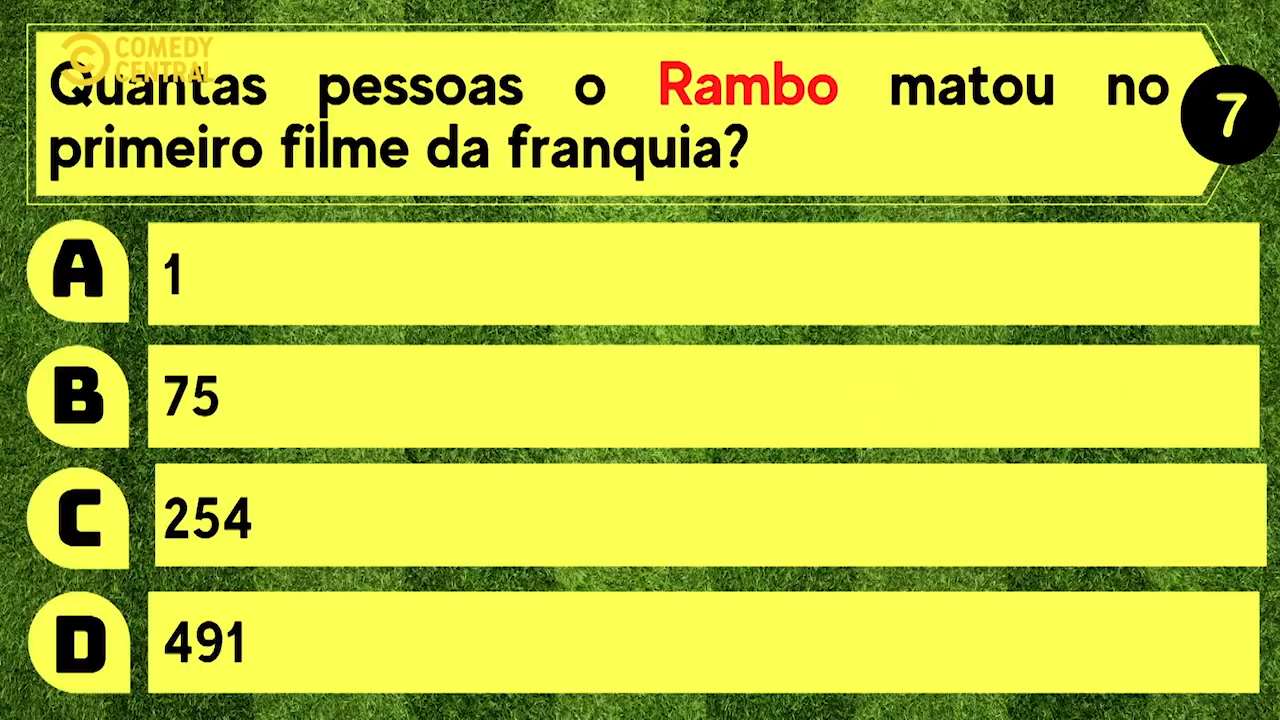 COMEDY
CENTRAL
Quantas pessoas o Rambo matou no
primeiro filme da franquia?
7
A
1
B
75
C
254
D
491